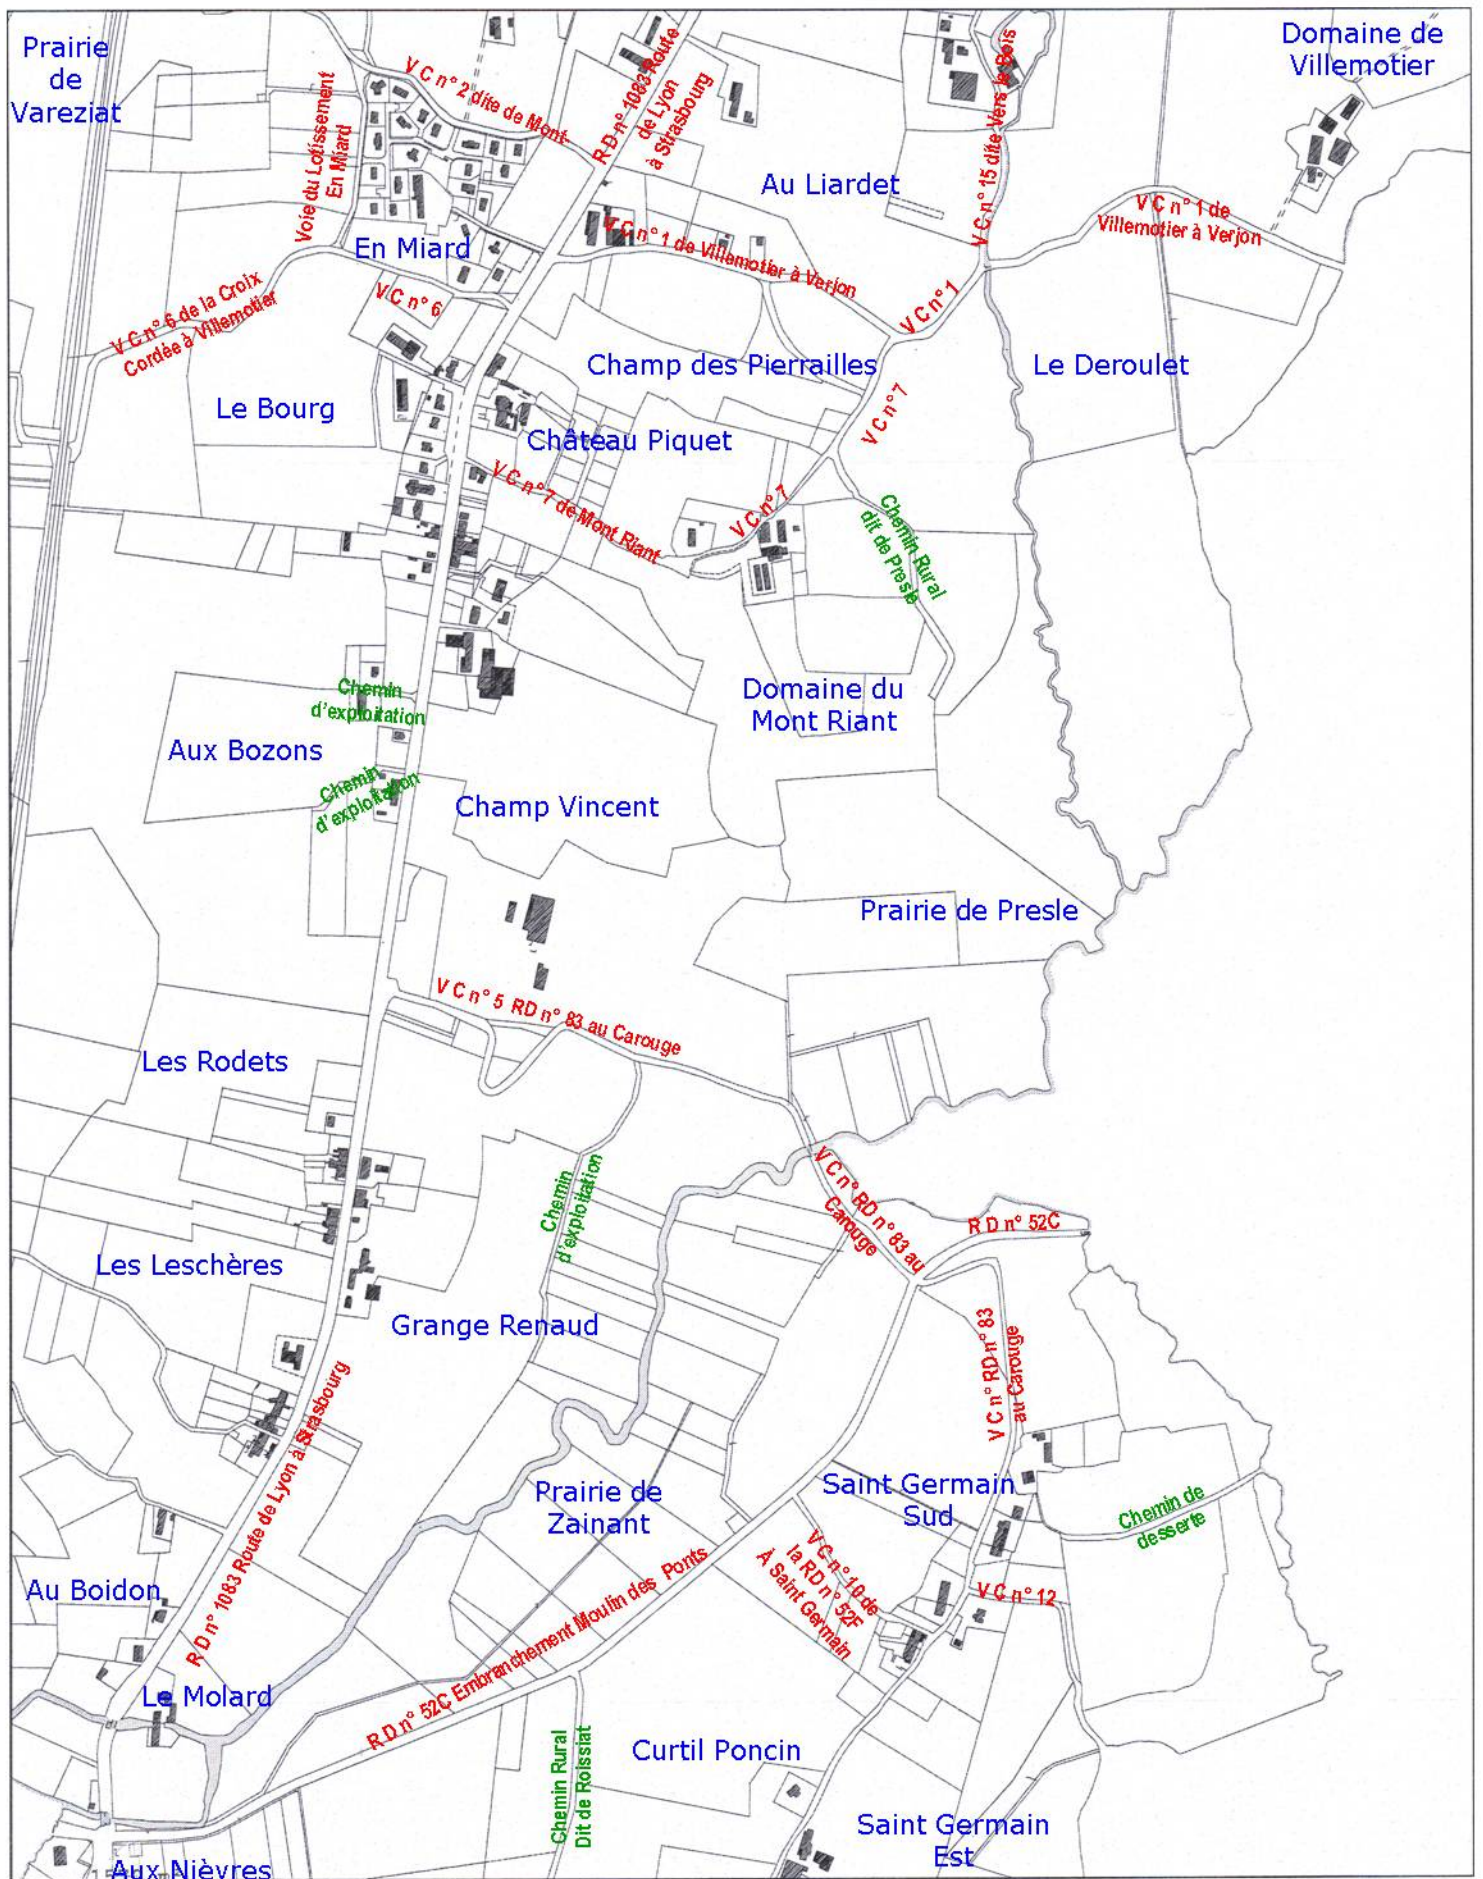 Prairie
de
Vareziat
Domaine de
Villemotier
V C n° 2 dite de Mont-
R D n° 1083 Route
de Lyon
à Strasbourg
V C n° 15 dite Vers le Bois
Voie du Lotissement
En Miard
Au Liardet
V C n° 1 de
Villemotier à Verjon
En Miard
V C n° 1 de Villemotier à Verjon
V C n° 6 de la Croix
Cordée à Villemotier
V C n° 6
V C n° 1
Champ des Pierrailles
Le Deroulet
Le Bourg
V C n° 7
Château Piquet
V C n° 7 de Mont Riant
V C n° 7
Chemin Rural
dit de Presle
Chemin
d'exploitation
Domaine du
Mont Riant
Aux Bozons
Chemin
d'exploitation
Champ Vincent
Prairie de Presle
V C n° 5 RD n° 83 au Carouge
Les Rodets
Chemin
d'exploitation
V C n° RD n° 83 au
Carouge
R D n° 52C
Les Leschères
Grange Renaud
V C n° RD n° 83
au Carouge
R D n° 1083 Route de Lyon à Strasbourg
Prairie de
Zainant
Saint Germain
Sud
Chemin de
desserte
V C n° 10 de
la RD n° 52F
À Saint Germain
Au Boidon
V C n° 12
R D n° 52C Embranchement Moulin des Ponts
Le Molard
Chemin Rural
Dit de Roissiat
Curtil Poncin
Saint Germain
Est
Aux Nièvres